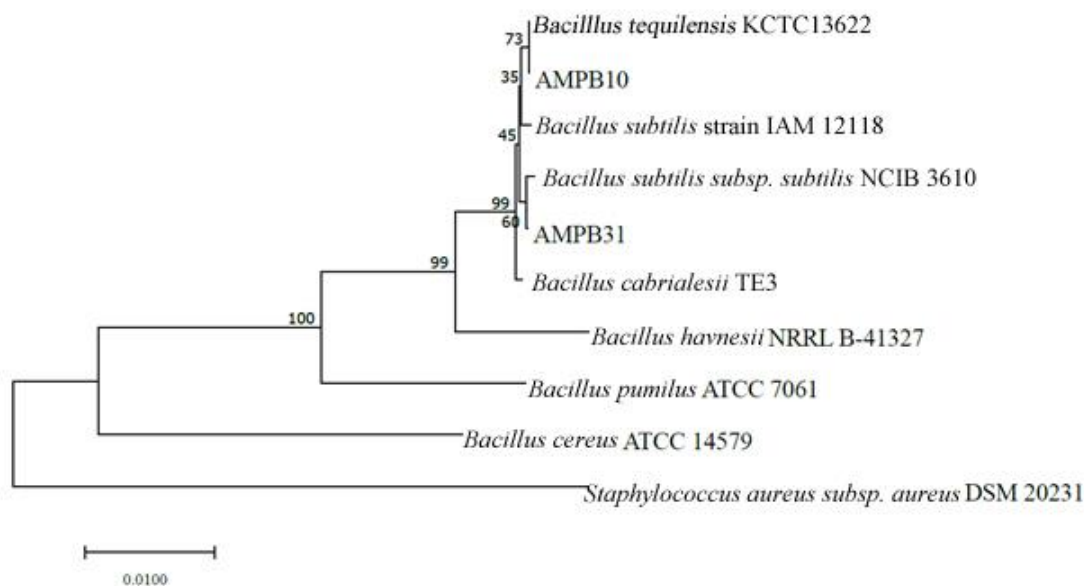 Bacilllus tequilensis KCTC13622
73
35
AMPB10
Bacillus subtilis strain IAM 12118
45
Bacillus subtilis subsp. subtilis NCIB 3610
99
60
AMPB31
99
Bacillus cabrialesii TE3
100
Bacillus havnesii NRRL B-41327
Bacillus pumilus ATCC 7061
Bacillus cereus ATCC 14579
Staphylococcus aureus subsp. aureus DSM 20231
0.0100